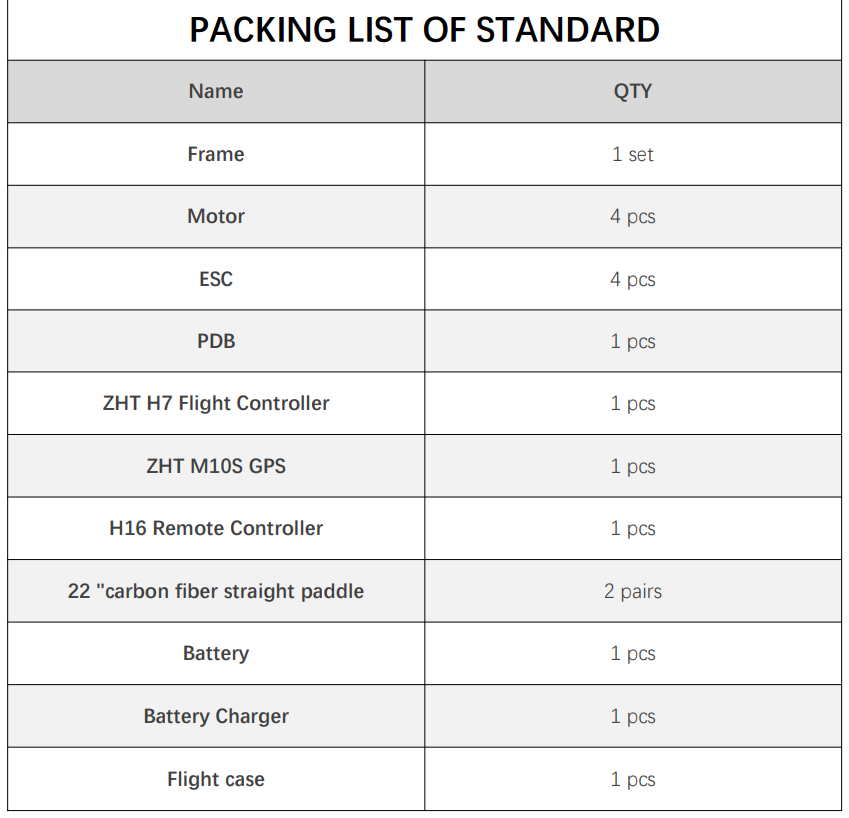 PACKING LIST OF STANDARD
Name QTY
Frame 1 set
Motor 4 pcs
ESC 4 pcs
PDB 1 pcs
ZHT H7 Flight Controller 1 pcs
ZHT M10S GPS 1 pcs
H16 Remote Controller 1 pcs
22 "carbon fiber straight paddle 2 pairs
Battery 1 pcs
Battery Charger 1 pcs
Flight case 1 pcs